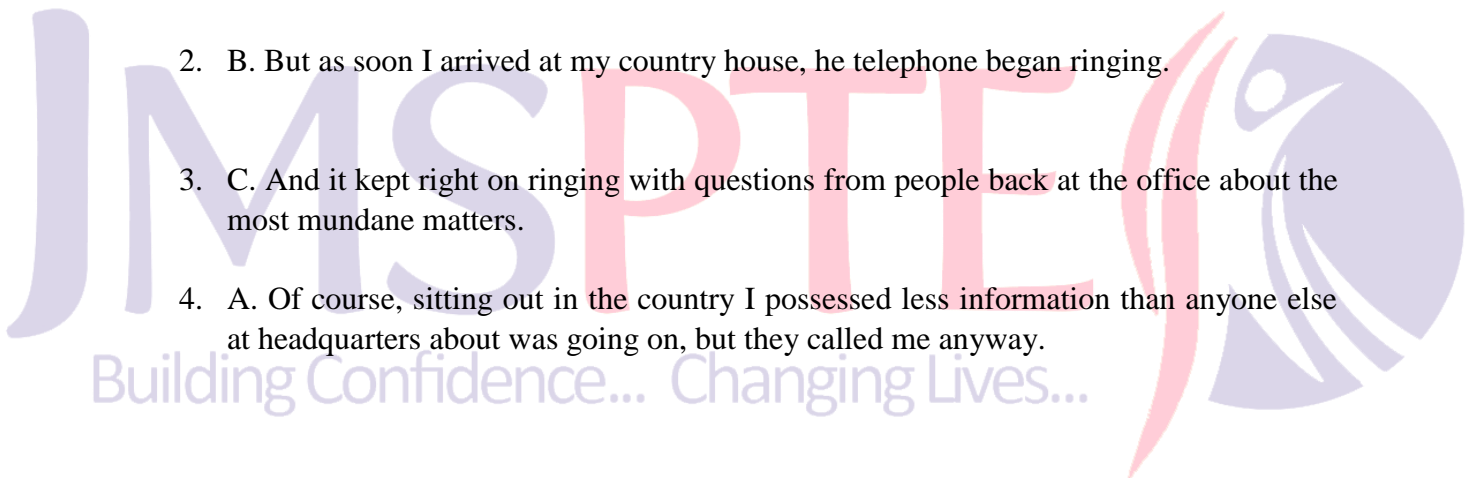 JMSPTE
2. B. But as soon I arrived at my country house, he telephone began ringing.
3. C. And it kept right on ringing with questions from people back at the office about the
most mundane matters.
4. A. Of course, sitting out in the country I possessed less information than anyone else
at headquarters about was going on, but they called me anyway.
Building Confidence... Changing Lives...